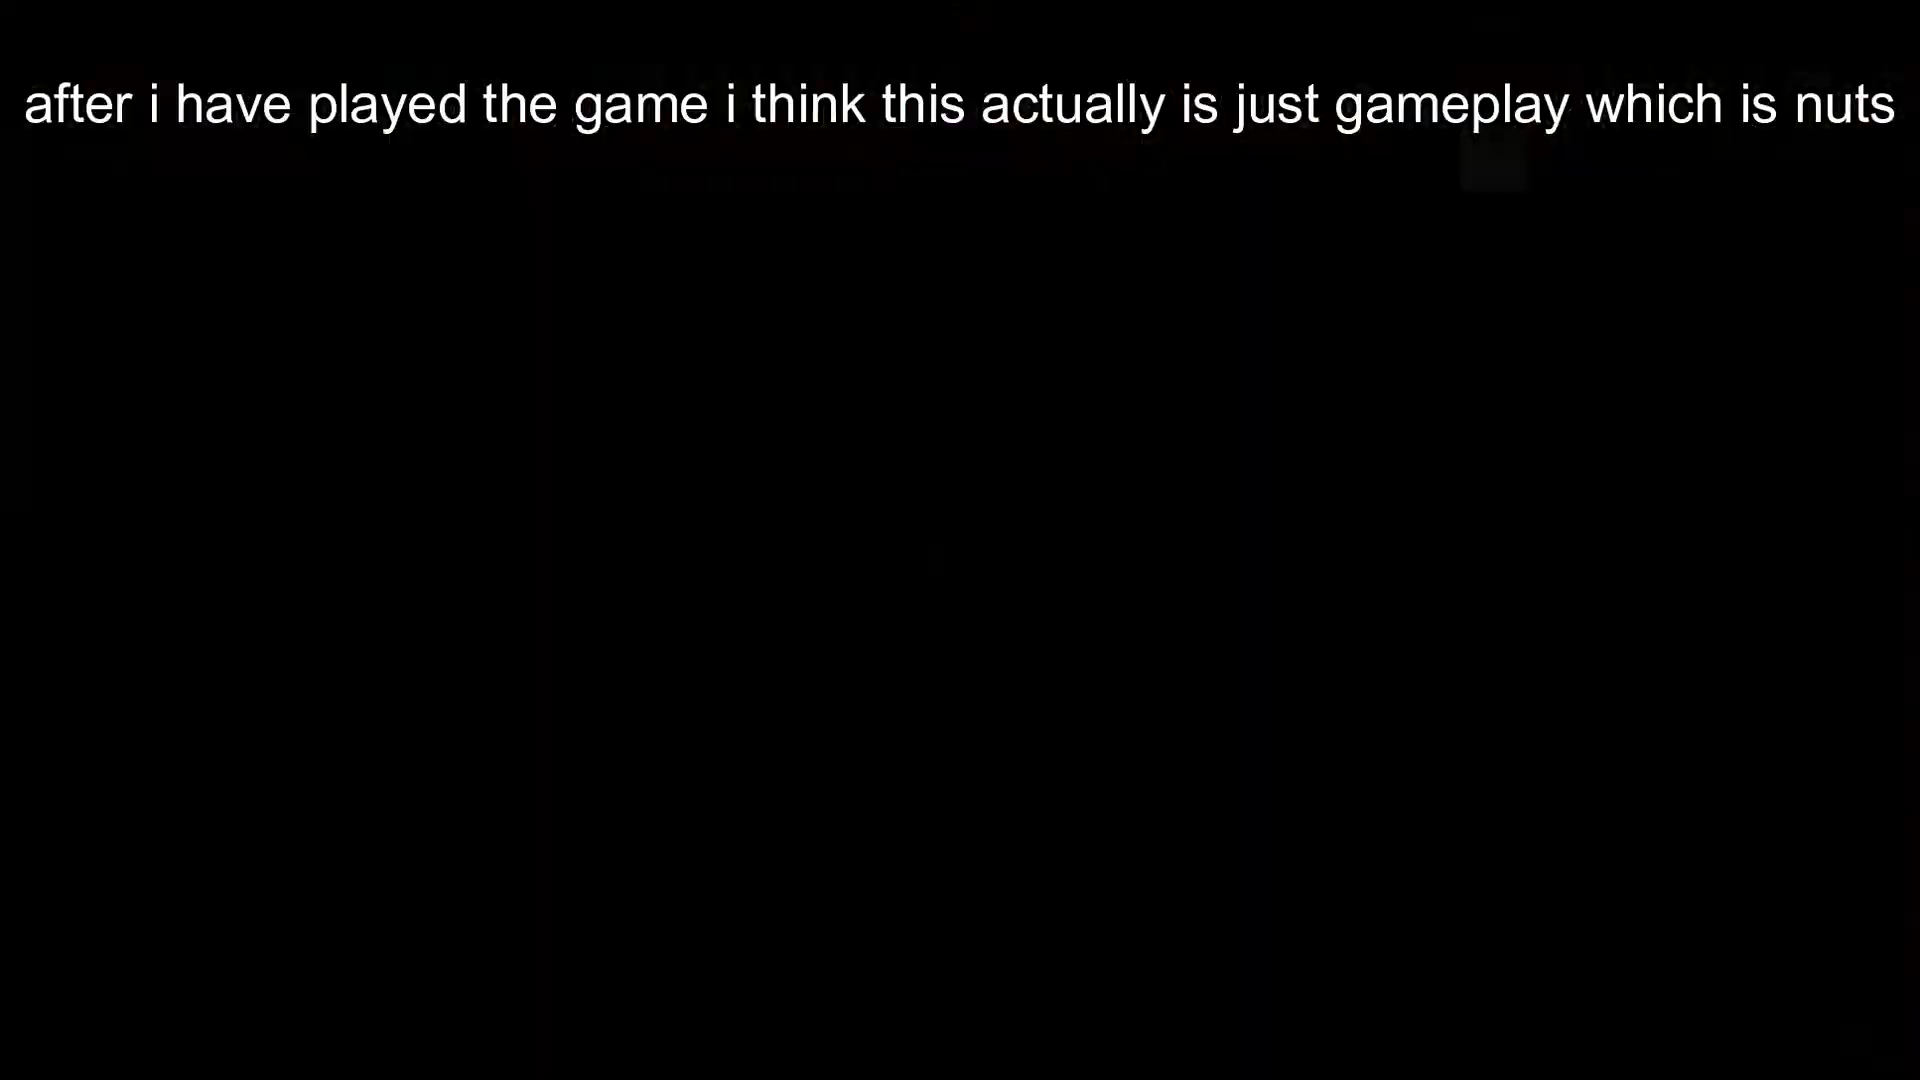 after i have played the game i think this actually is just gameplay which is nuts